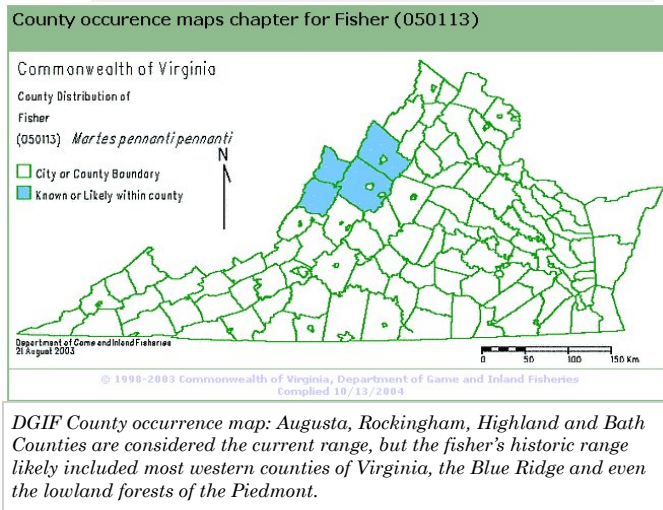 County occurence maps chapter for Fisher (050113)
Commonwealth of Virginia
County Distribution of
Fisher
(050113) Martes pennanti pennanti
N
City or County Boundary
Known or Likely within county
Department of Game and Inland Fisheries
21 August 2003
0 50 100 150 Km.
© 1998-2003 Commonwealth of Virginia, Department of Game and Inland Fisheries
Complied 10/13/2004
DGIF County occurrence map: Augusta, Rockingham, Highland and Bath
Counties are considered the current range, but the fisher's historic range
likely included most western counties of Virginia, the Blue Ridge and even
the lowland forests of the Piedmont.